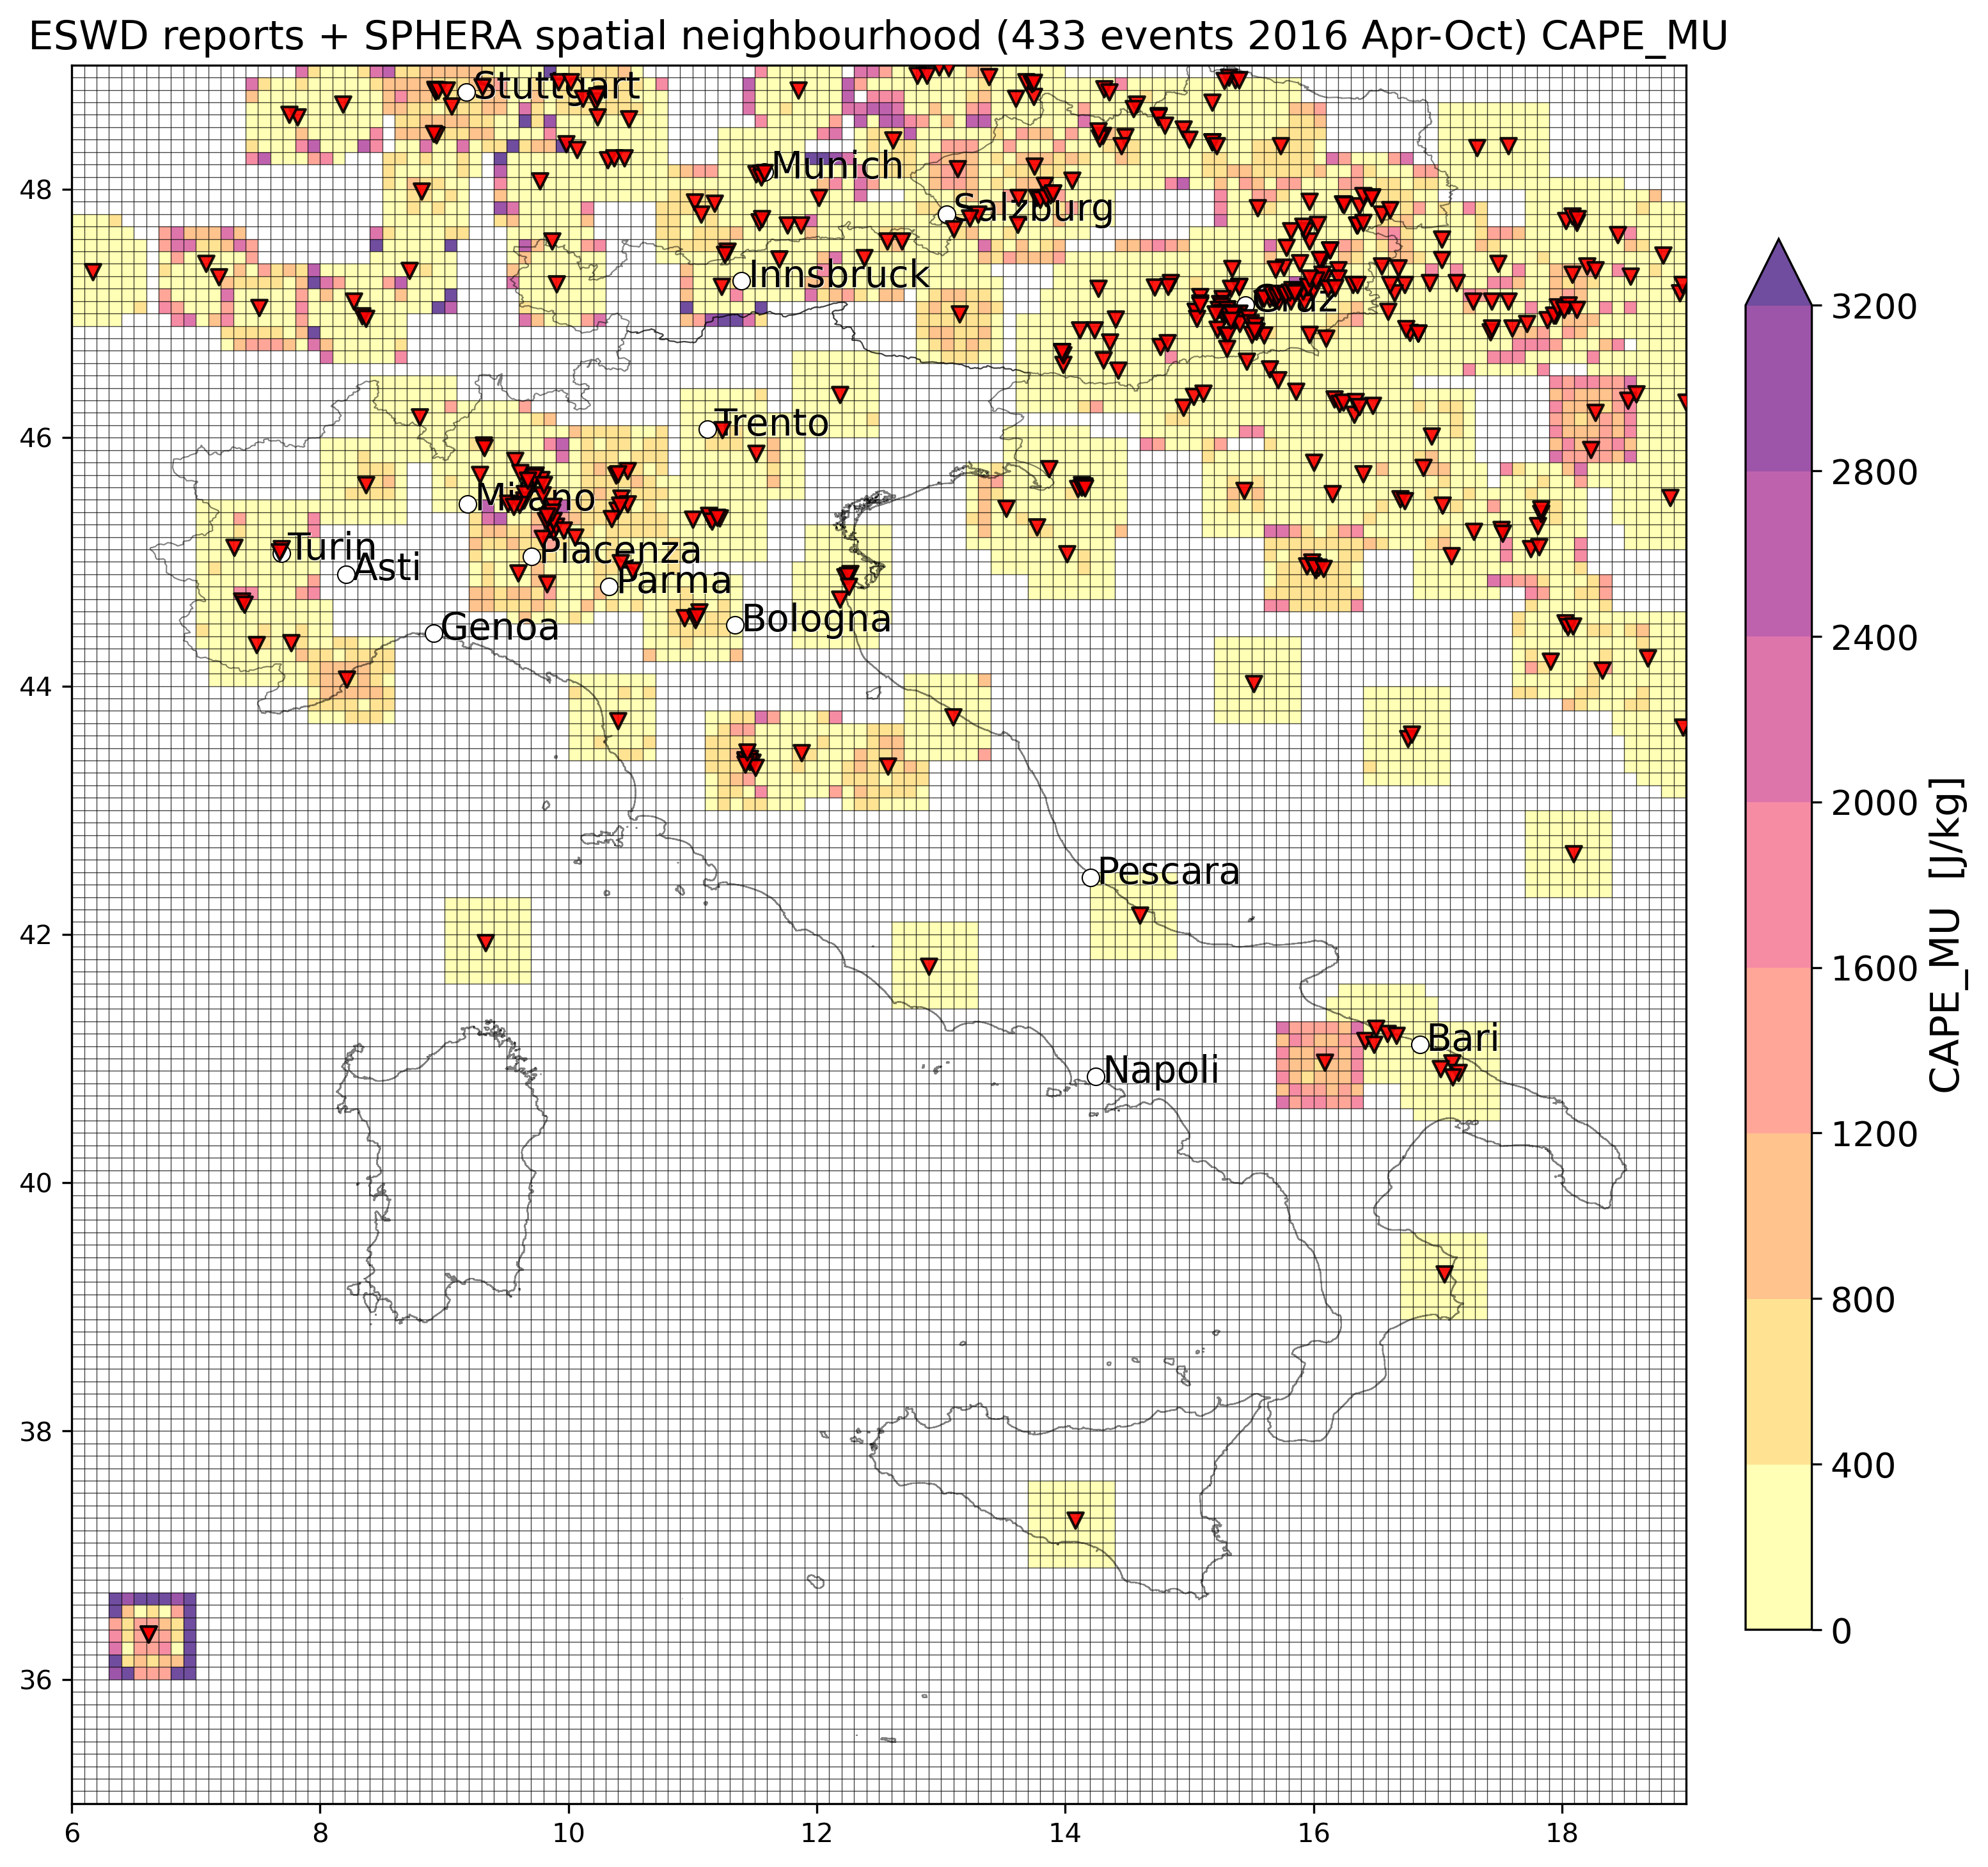 ESWD reports + SPHERA spatial neighbourhood (433 events 2016 Apr-Oct) CAPE_MU
Stuttgart
Munich
Salzburg
Innsbruck
Graz
Trento
Milano
Turin
Piacenza
Asti
Parma
Genoa
Bologna
Pescara
Bari
Napoli
48
46
44
42
40
38
36
6 8 10 12 14 16 18
3200
2800
2400
2000
1600
1200
800
400
0
CAPE_MU [J/kg]